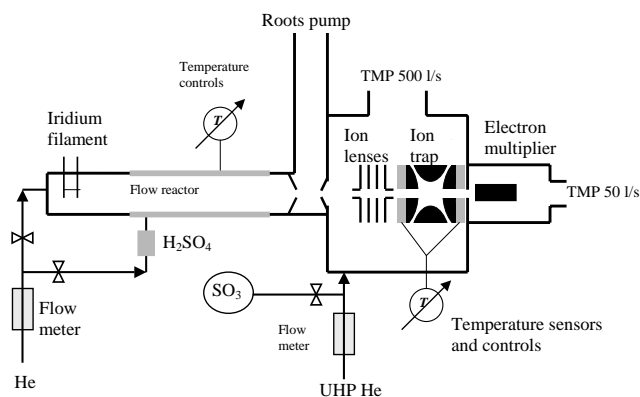 Roots pump
Temperature
controls
TMP 500 l/s
Iridium
filament
T
Ion
lenses
Ion
trap
Electron
multiplier
Flow reactor
TMP 50 l/s
H₂SO₄
SO₃
Flow
meter
Flow
meter
T
Temperature sensors
and controls
He
UHP He